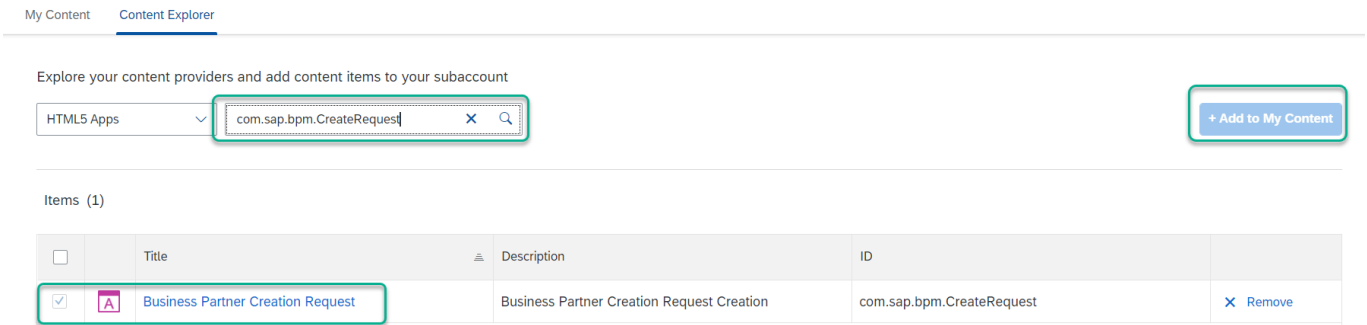 My Content Content Explorer
Explore your content providers and add content items to your subaccount
HTML5 Apps com.sap.bpm.CreateRequest + Add to My Content
Items (1)
Title Description ID
A Business Partner Creation Request Business Partner Creation Request Creation com.sap.bpm.CreateRequest Remove